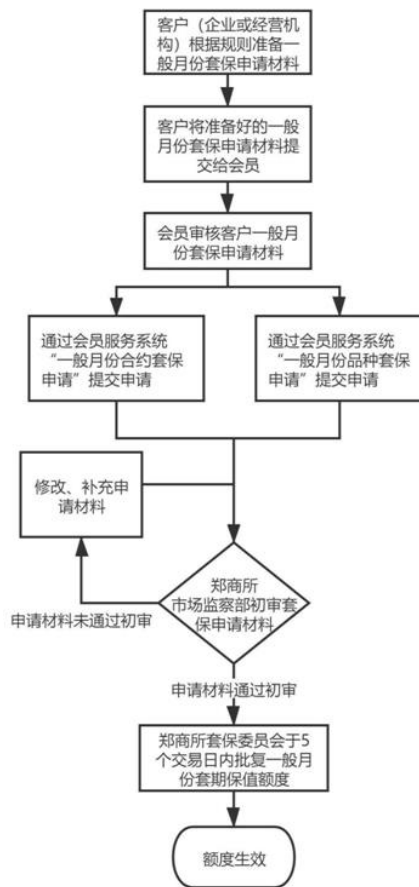 客户（企业或经营机
构）根据规则准备一
般月份套保申请材料
客户将准备好的一般
月份套保申请材料提
交给会员
会员审核客户一般月
份套保申请材料
通过会员服务系统
“一般月份合约套保
申请”提交申请
通过会员服务系统
“一般月份品种套保
申请”提交申请
修改、补充申
请材料
郑商所
市场监察部初审套
保申请材料
申请材料未通过初审
申请材料通过初审
郑商所套保委员会于5
个交易日内批复一般月
份套期保值额度
额度生效